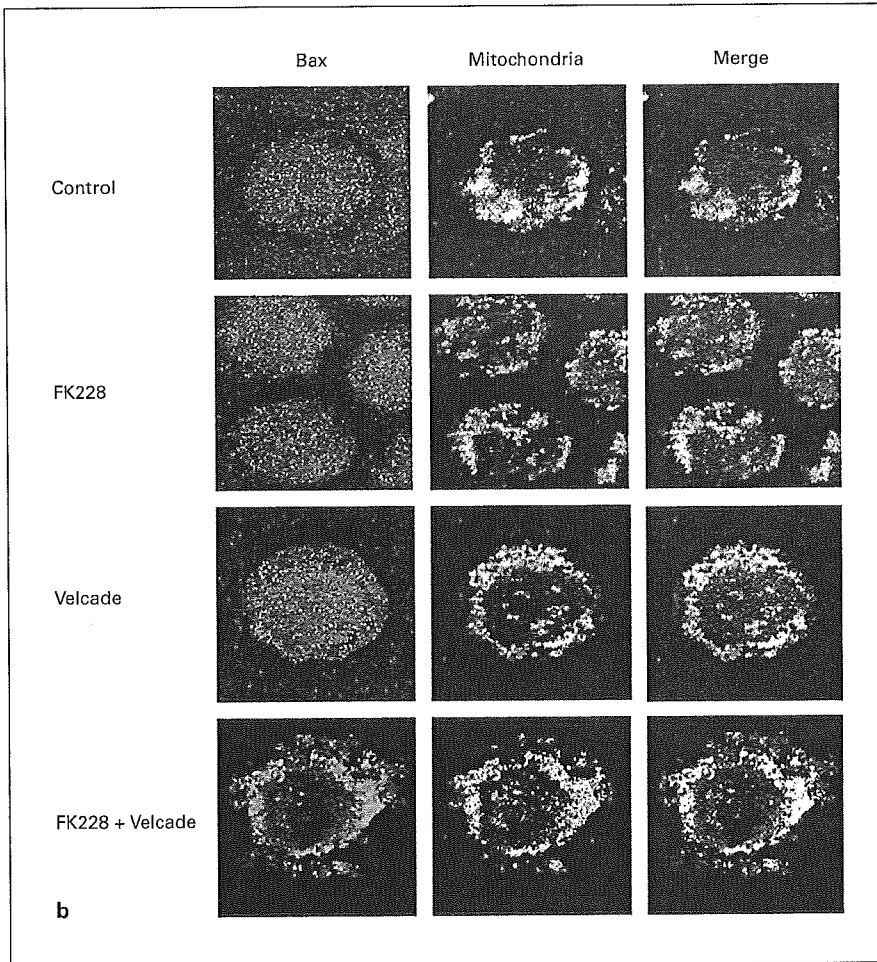 Bax Mitochondria Merge
Control
FK228
Velcade
FK228 + Velcade
b